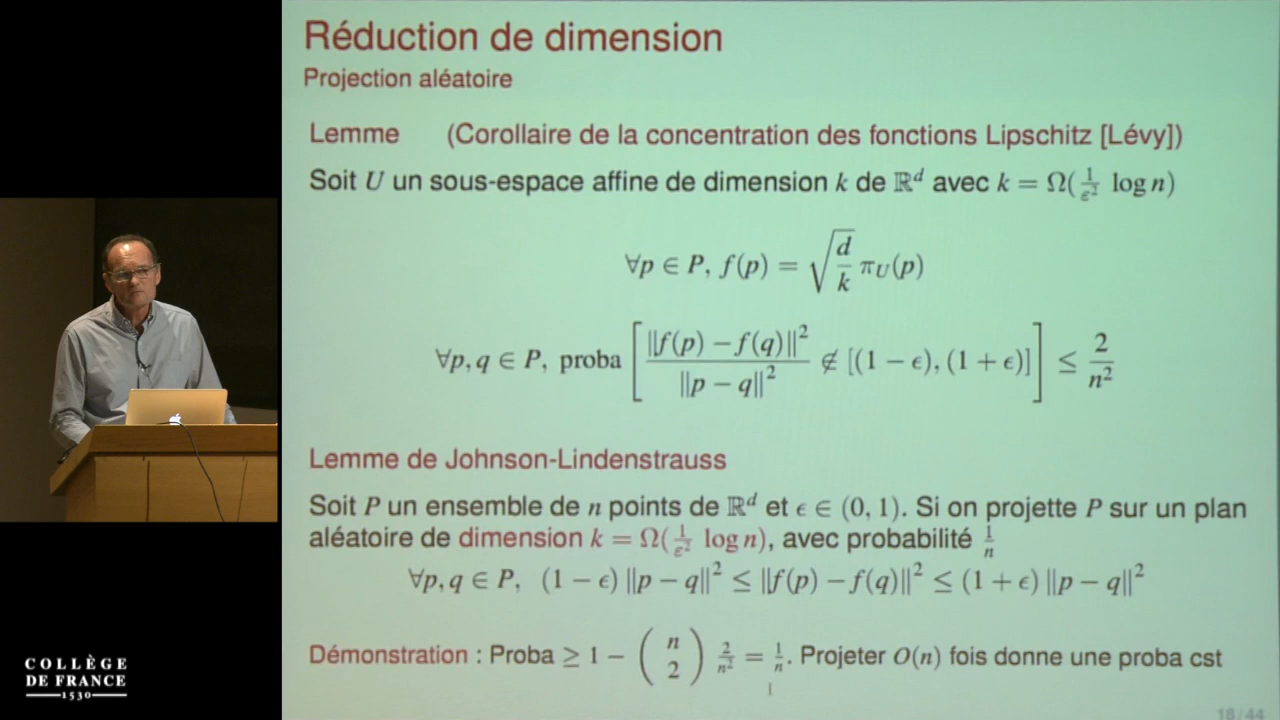 Réduction de dimension
Projection aléatoire
Lemme (Corollaire de la concentration des fonctions Lipschitz [Lévy])
Soit U un sous-espace affine de dimension k de ℝ^d avec k = Ω(1/ε² log n)
∀p ∈ P, f(p) = √(d/k) π_U(p)
∀p, q ∈ P, proba [ ‖f(p) − f(q)‖² / ‖p − q‖² ∉ [(1 − ϵ), (1 + ϵ)] ] ≤ 2/n²
Lemme de Johnson-Lindenstrauss
Soit P un ensemble de n points de ℝ^d et ϵ ∈ (0, 1). Si on projette P sur un plan
aléatoire de dimension k = Ω(1/ε² log n), avec probabilité 1/n
∀p, q ∈ P, (1 − ϵ) ‖p − q‖² ≤ ‖f(p) − f(q)‖² ≤ (1 + ϵ) ‖p − q‖²
Démonstration : Proba ≥ 1 − (n 2) 2/n² = 1/n. Projeter O(n) fois donne une proba cst
18/44
COLLÈGE
DE FRANCE
1530